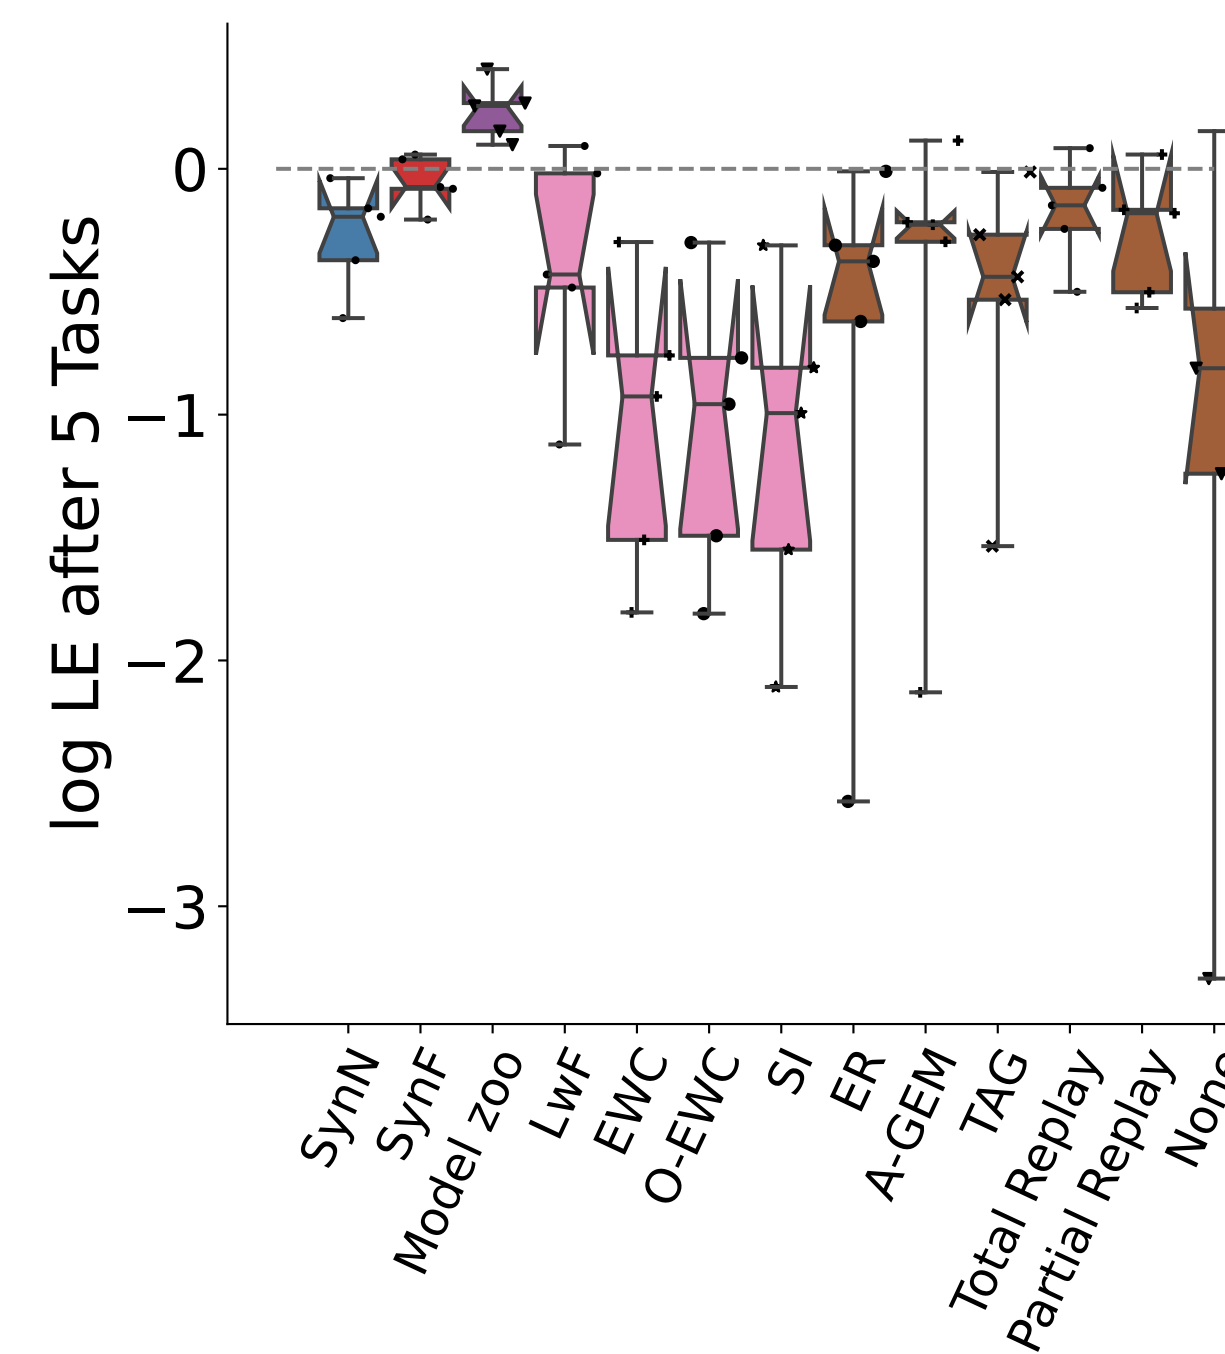 log LE after 5 Tasks
0
−1
−2
−3
SynN
SynF
Model zoo
LwF
EWC
O-EWC
SI
ER
A-GEM
TAG
Total Replay
Partial Replay
None